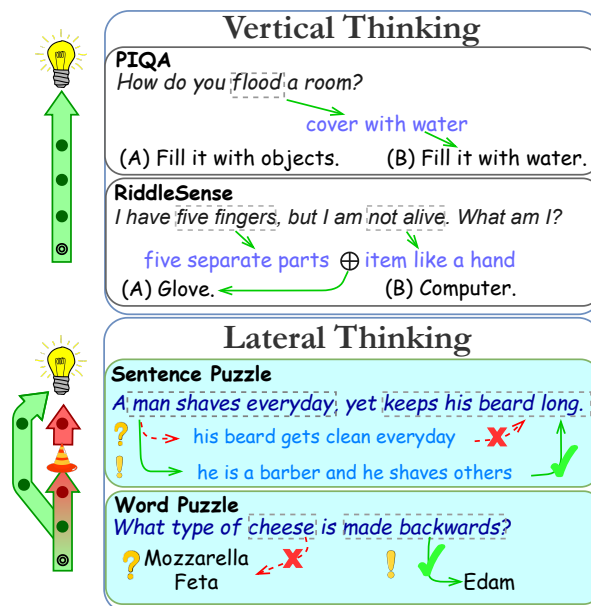 Vertical Thinking
PIQA
How do you flood a room?
cover with water
(A) Fill it with objects. (B) Fill it with water.
RiddleSense
I have five fingers, but I am not alive. What am I?
five separate parts ⊕ item like a hand
(A) Glove. (B) Computer.
Lateral Thinking
Sentence Puzzle
A man shaves everyday, yet keeps his beard long.
? his beard gets clean everyday X
! he is a barber and he shaves others
Word Puzzle
What type of cheese is made backwards?
? Mozzarella X !
Feta Edam